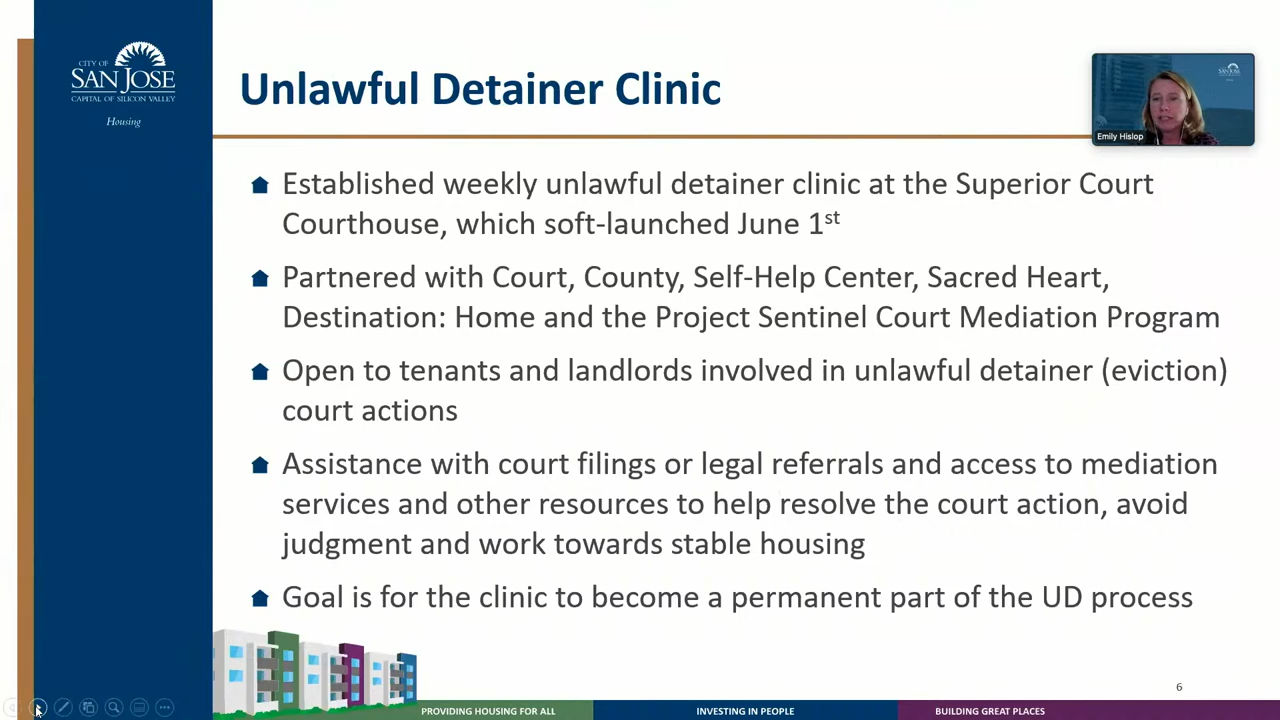 CITY OF
SAN JOSE
CAPITAL OF SILICON VALLEY
Housing
Unlawful Detainer Clinic
Emily Hislop
Established weekly unlawful detainer clinic at the Superior Court
Courthouse, which soft-launched June 1st
Partnered with Court, County, Self-Help Center, Sacred Heart,
Destination: Home and the Project Sentinel Court Mediation Program
Open to tenants and landlords involved in unlawful detainer (eviction)
court actions
Assistance with court filings or legal referrals and access to mediation
services and other resources to help resolve the court action, avoid
judgment and work towards stable housing
Goal is for the clinic to become a permanent part of the UD process
6
PROVIDING HOUSING FOR ALL
INVESTING IN PEOPLE
BUILDING GREAT PLACES